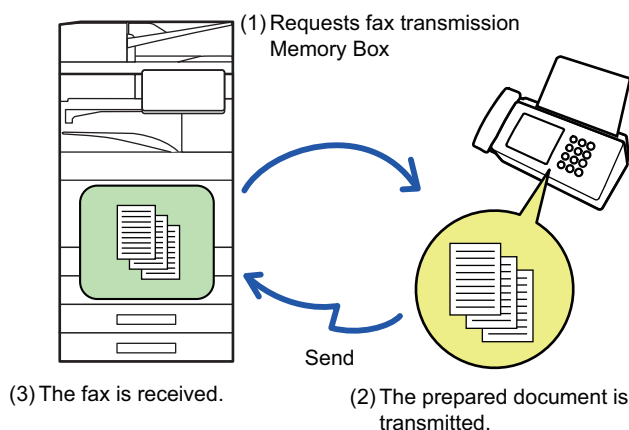 (1) Requests fax transmission
Memory Box
Send
(3) The fax is received.
(2) The prepared document is
transmitted.